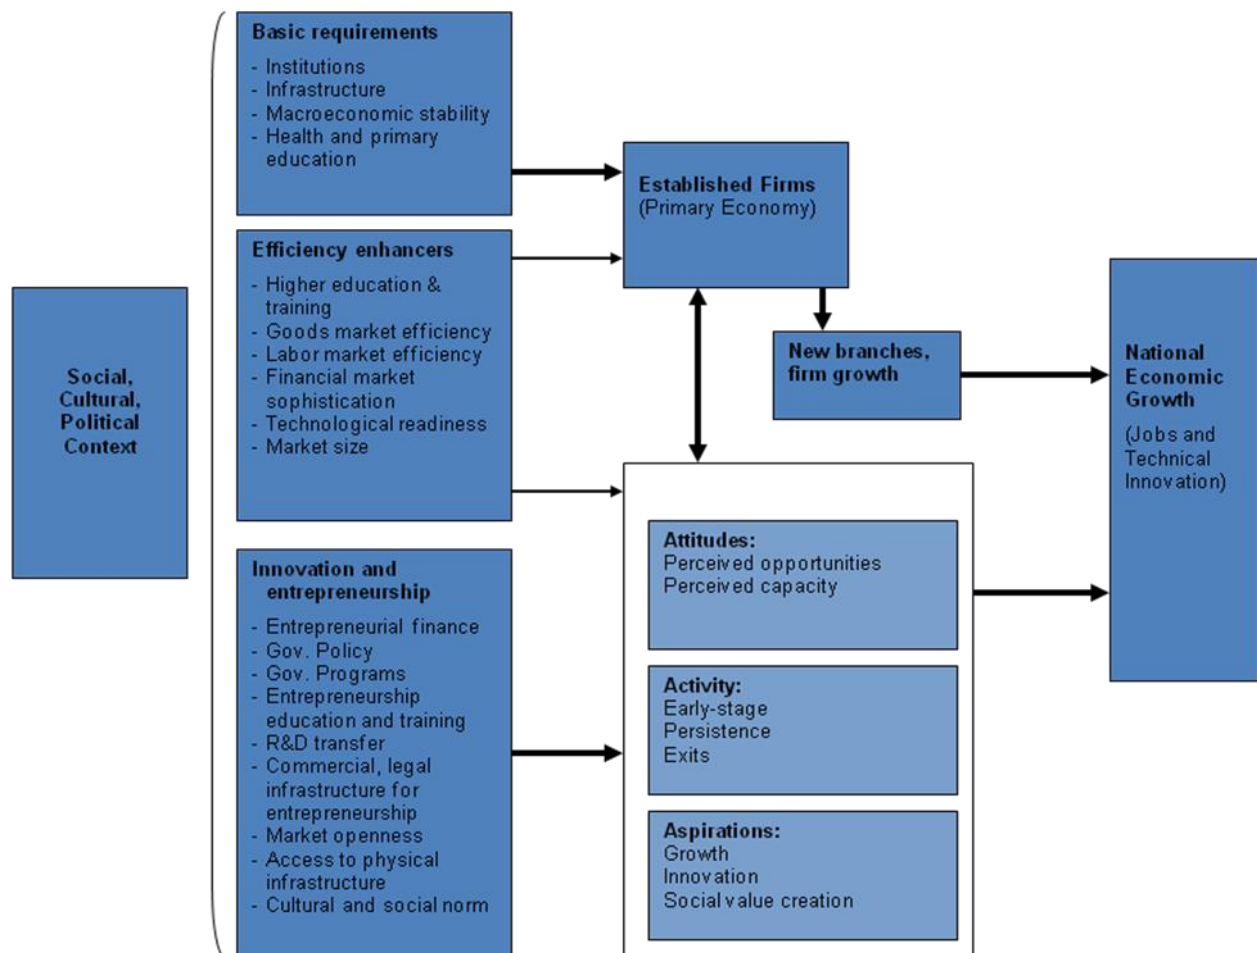 Social,
Cultural,
Political
Context
Basic requirements
- Institutions
- Infrastructure
- Macroeconomic stability
- Health and primary
education
Efficiency enhancers
- Higher education &
training
- Goods market efficiency
- Labor market efficiency
- Financial market
sophistication
- Technological readiness
- Market size
Innovation and
entrepreneurship
- Entrepreneurial finance
- Gov. Policy
- Gov. Programs
- Entrepreneurship
education and training
- R&D transfer
- Commercial, legal
infrastructure for
entrepreneurship
- Market openness
- Access to physical
infrastructure
- Cultural and social norm
Established Firms
(Primary Economy)
New branches,
firm growth
Attitudes:
Perceived opportunities
Perceived capacity
Activity:
Early-stage
Persistence
Exits
Aspirations:
Growth
Innovation
Social value creation
National
Economic
Growth
(Jobs and
Technical
Innovation)